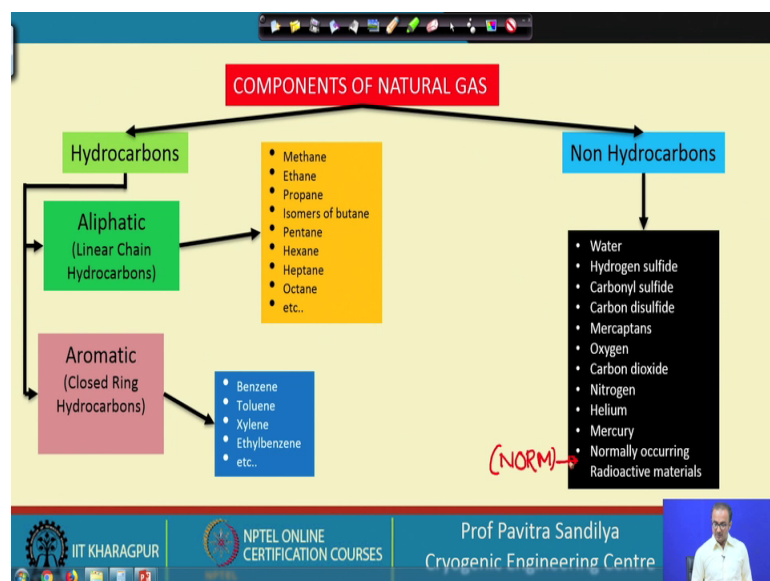 COMPONENTS OF NATURAL GAS
Hydrocarbons
Aliphatic
(Linear Chain
Hydrocarbons)
• Methane
• Ethane
• Propane
• Isomers of butane
• Pentane
• Hexane
• Heptane
• Octane
• etc..
Aromatic
(Closed Ring
Hydrocarbons)
• Benzene
• Toluene
• Xylene
• Ethylbenzene
• etc..
Non Hydrocarbons
• Water
• Hydrogen sulfide
• Carbonyl sulfide
• Carbon disulfide
• Mercaptans
• Oxygen
• Carbon dioxide
• Nitrogen
• Helium
• Mercury
• Normally occurring
Radioactive materials
(NORM)
IIT KHARAGPUR
NPTEL ONLINE
CERTIFICATION COURSES
NPTEL
Prof Pavitra Sandilya
Cryogenic Engineering Centre